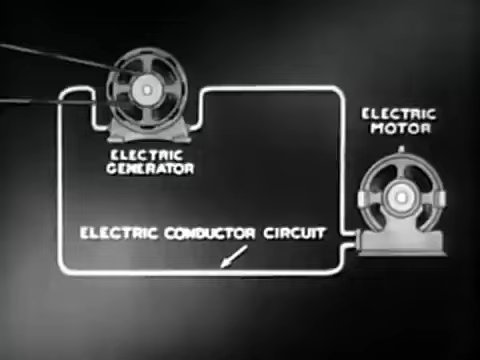 ELECTRIC
GENERATOR
ELECTRIC
MOTOR
ELECTRIC CONDUCTOR CIRCUIT